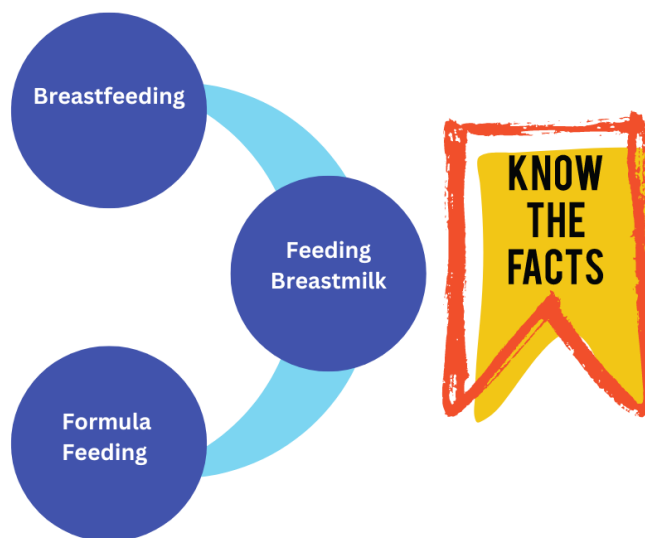 Breastfeeding
Feeding
Breastmilk
Formula
Feeding
KNOW
THE
FACTS